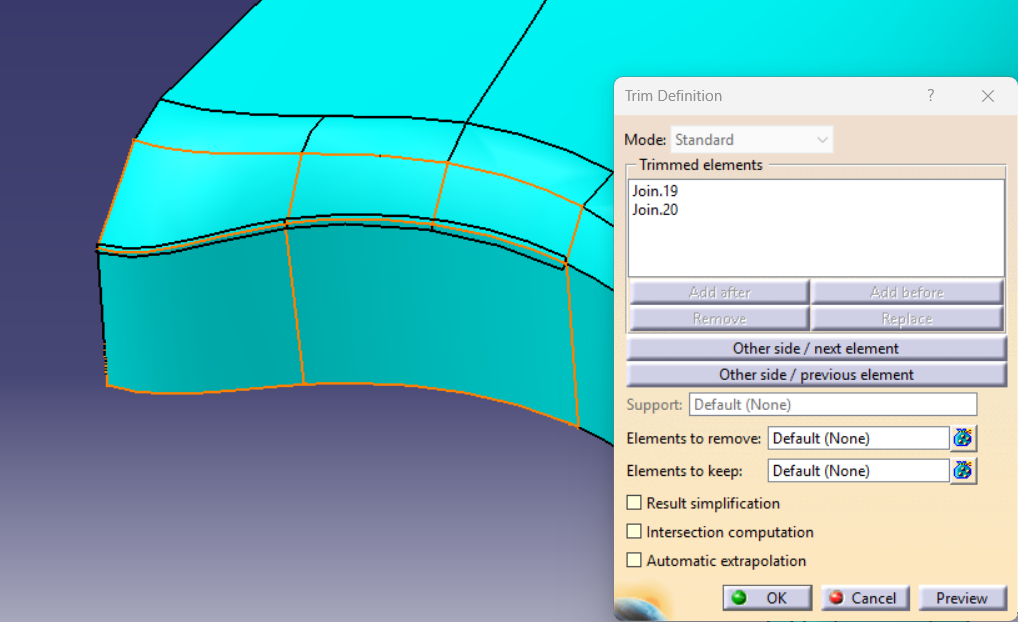 Trim Definition ?
Mode: Standard
Trimmed elements
Join.19
Join.20
Add after Add before
Remove Replace
Other side / next element
Other side / previous element
Support: Default (None)
Elements to remove: Default (None)
Elements to keep: Default (None)
Result simplification
Intersection computation
Automatic extrapolation
OK Cancel Preview